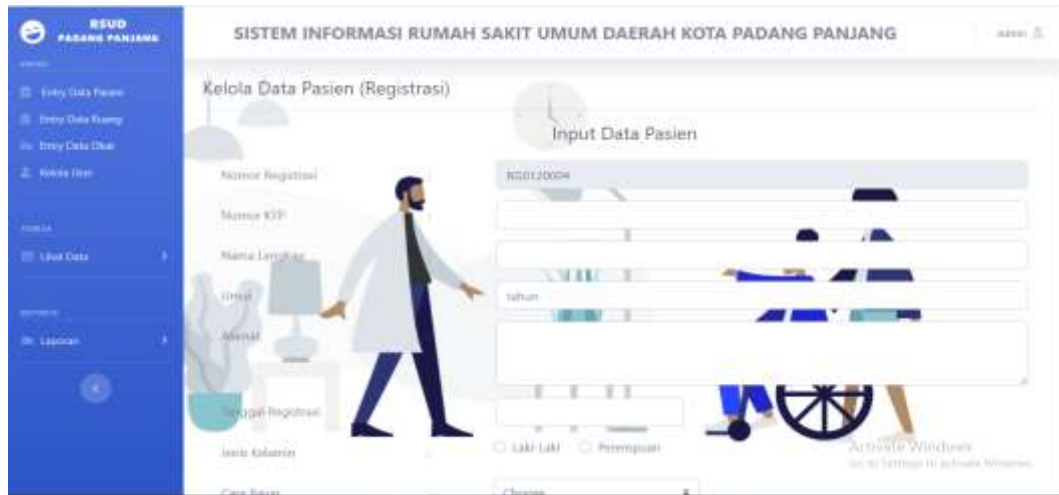 RSUD
PADANG PANJANG
SISTEM INFORMASI RUMAH SAKIT UMUM DAERAH KOTA PADANG PANJANG
Admin
Entry Data Pasien
Entry Data Ruang
Entry Data Obat
Kelola User
Lihat Data
Laporan
Kelola Data Pasien (Registrasi)
Input Data Pasien
Nomor Registrasi
RG0120004
Nomor KTP
Nama Lengkap
Umur
tahun
Alamat
Tanggal Registrasi
Jenis Kelamin
Laki-Laki
Perempuan
Cara Bayar
Choose
Activate Windows
Go to Settings to activate Windows.